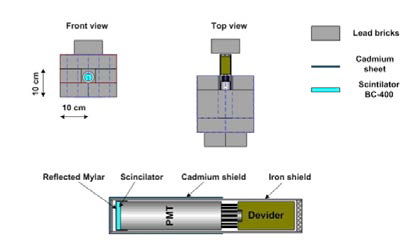 Front view
Top view
Lead bricks
Cadmium
sheet
Scintilator
BC-400
10 cm
10 cm
Reflected Mylar
Scincilator
Cadmium shield
Iron shield
PMT
Devider